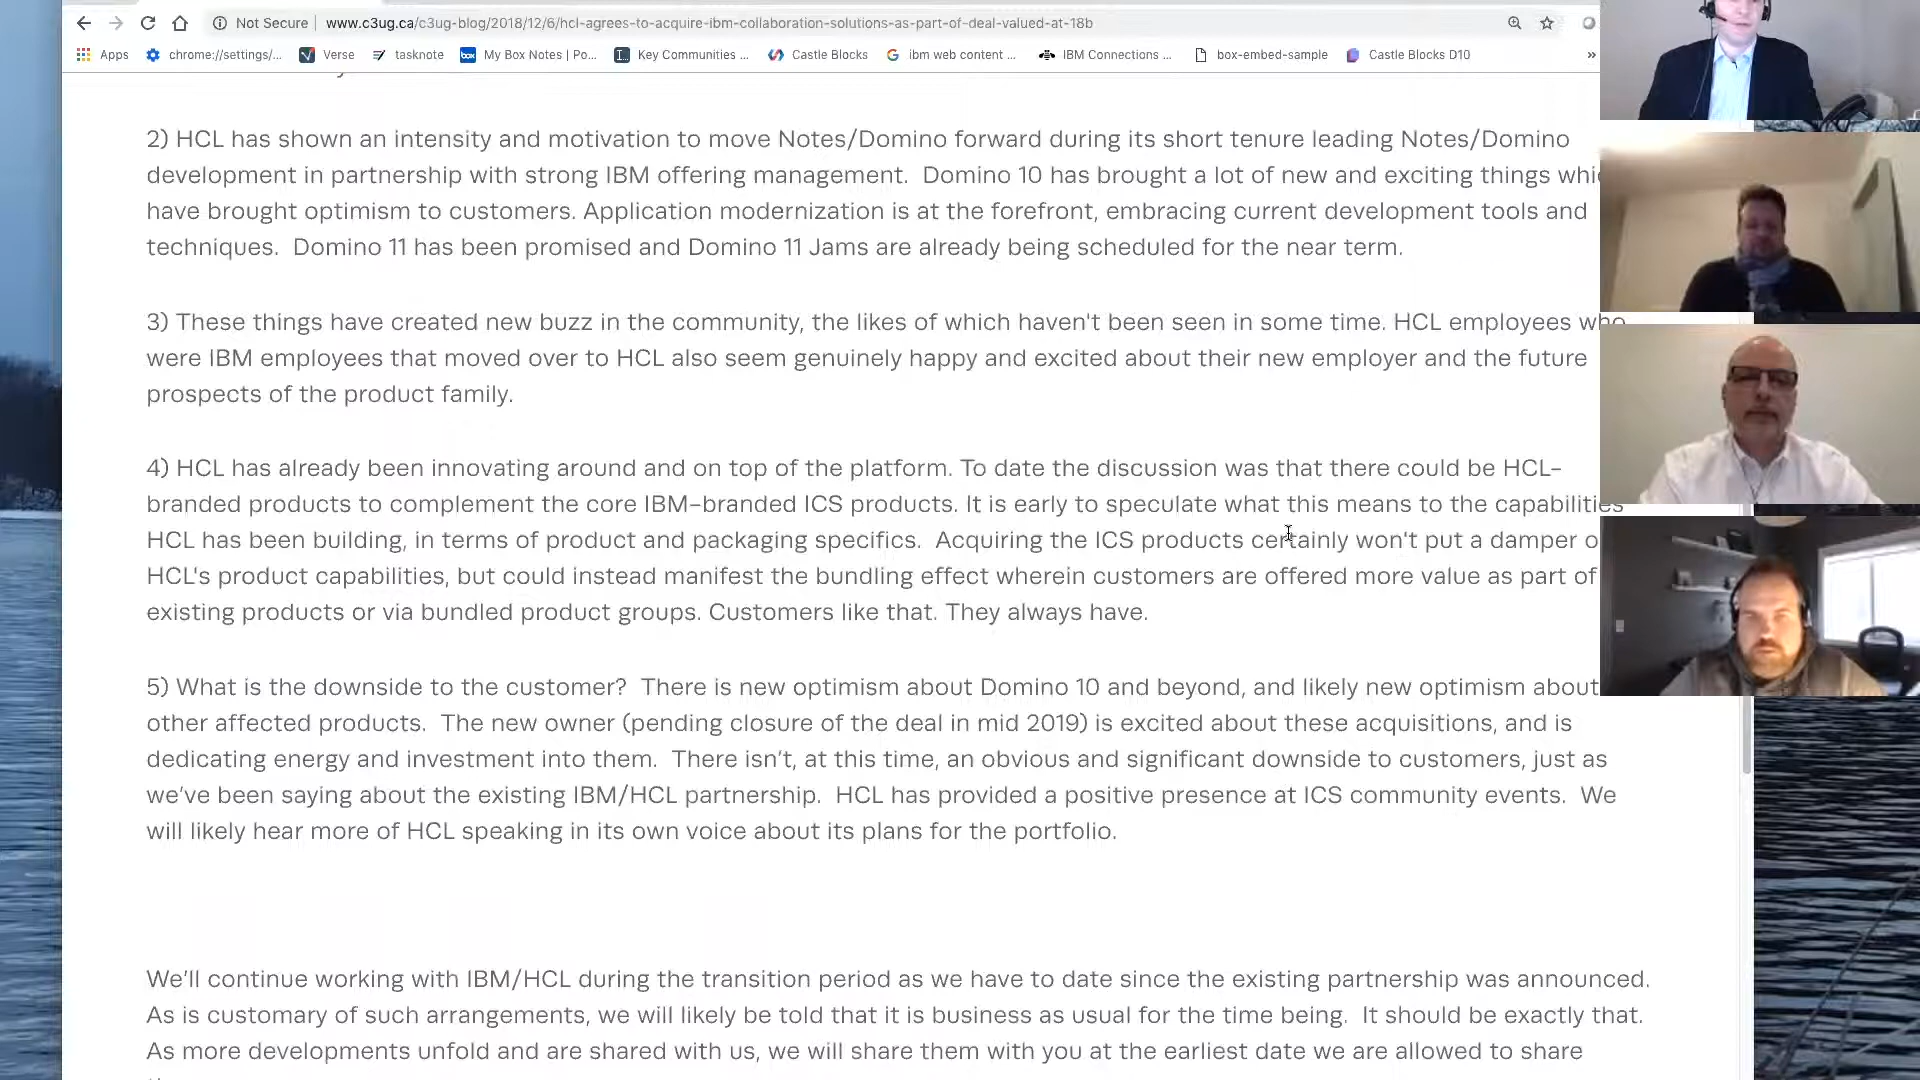 Not Secure | www.c3ug.ca/c3ug-blog/2018/12/6/hcl-agrees-to-acquire-ibm-collaboration-solutions-as-part-of-deal-valued-at-18b
Apps chrome://settings/... Verse tasknote box My Box Notes | Po... Key Communities ... Castle Blocks ibm web content ... IBM Connections ... box-embed-sample Castle Blocks D10 »
2) HCL has shown an intensity and motivation to move Notes/Domino forward during its short tenure leading Notes/Domino
development in partnership with strong IBM offering management. Domino 10 has brought a lot of new and exciting things
have brought optimism to customers. Application modernization is at the forefront, embracing current development tools and
techniques. Domino 11 has been promised and Domino 11 Jams are already being scheduled for the near term.
3) These things have created new buzz in the community, the likes of which haven't been seen in some time. HCL employees who
were IBM employees that moved over to HCL also seem genuinely happy and excited about their new employer and the future
prospects of the product family.
4) HCL has already been innovating around and on top of the platform. To date the discussion was that there could be HCL-
branded products to complement the core IBM-branded ICS products. It is early to speculate what this means to the capabilities
HCL has been building, in terms of product and packaging specifics. Acquiring the ICS products certainly won't put a damper
HCL's product capabilities, but could instead manifest the bundling effect wherein customers are offered more value as part of
existing products or via bundled product groups. Customers like that. They always have.
5) What is the downside to the customer? There is new optimism about Domino 10 and beyond, and likely new optimism about
other affected products. The new owner (pending closure of the deal in mid 2019) is excited about these acquisitions, and is
dedicating energy and investment into them. There isn't, at this time, an obvious and significant downside to customers, just as
we've been saying about the existing IBM/HCL partnership. HCL has provided a positive presence at ICS community events. We
will likely hear more of HCL speaking in its own voice about its plans for the portfolio.
We'll continue working with IBM/HCL during the transition period as we have to date since the existing partnership was announced.
As is customary of such arrangements, we will likely be told that it is business as usual for the time being. It should be exactly that.
As more developments unfold and are shared with us, we will share them with you at the earliest date we are allowed to share